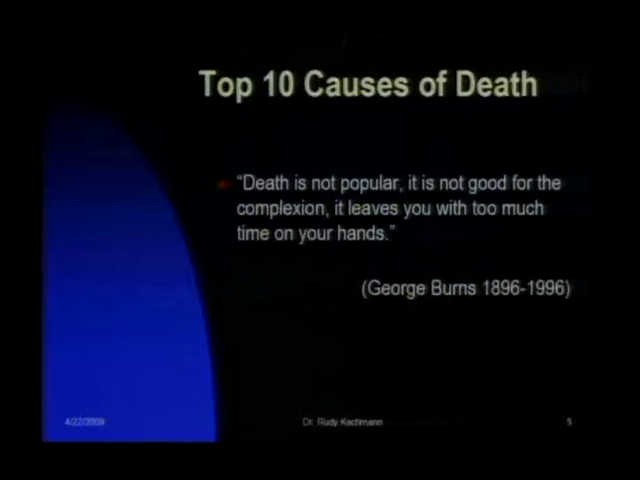 Top 10 Causes of Death
“Death is not popular, it is not good for the
complexion, it leaves you with too much
time on your hands.”
(George Burns 1896-1996)
4/22/2009
Dr. Rudy Kachmann